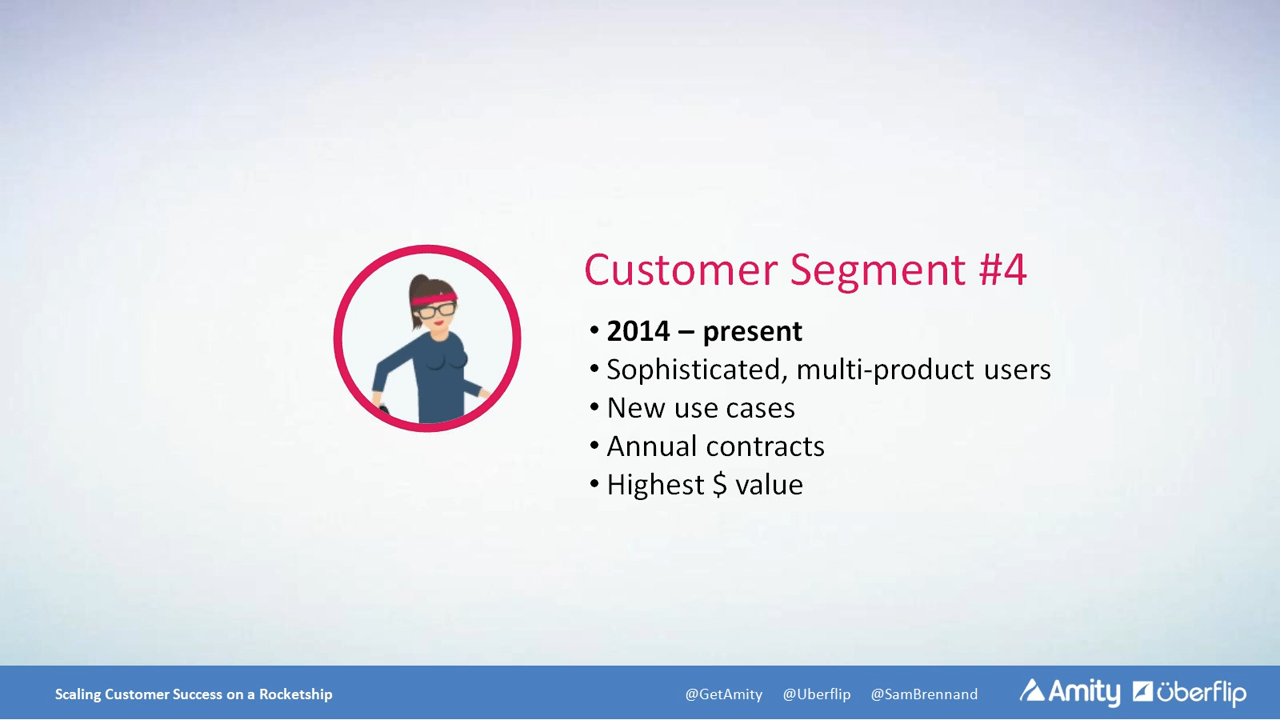 Customer Segment #4
• 2014 – present
• Sophisticated, multi-product users
• New use cases
• Annual contracts
• Highest $ value
Scaling Customer Success on a Rocketship
@GetAmity @Uberflip @SamBrennand
Amity überflip